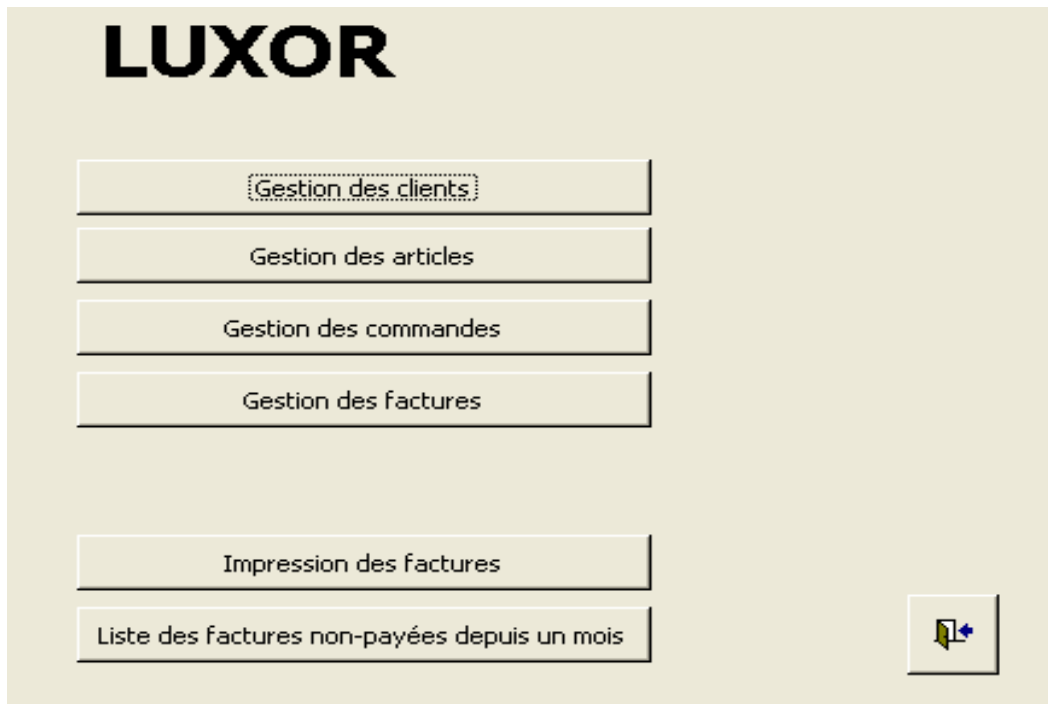 LUXOR
Gestion des clients
Gestion des articles
Gestion des commandes
Gestion des factures
Impression des factures
Liste des factures non-payées depuis un mois